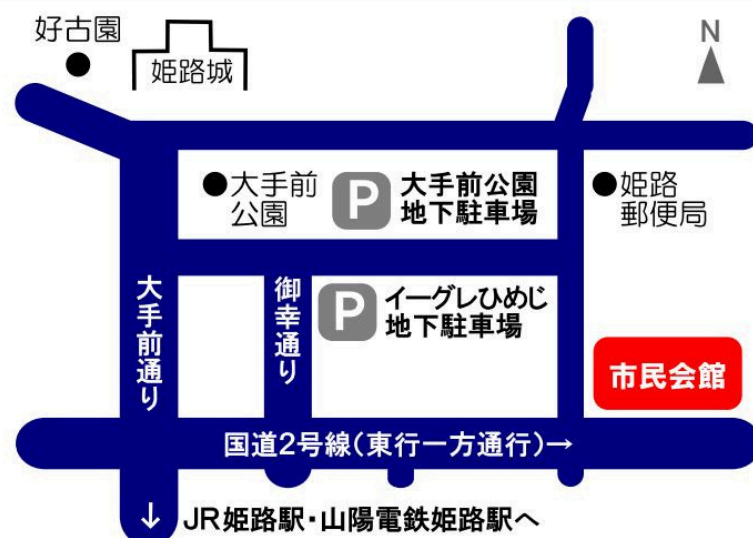 好古園
姫路城
N
大手前
公園
P
大手前公園
地下駐車場
姫路
郵便局
大手前通り
御幸通り
P
イーグレひめじ
地下駐車場
市民会館
国道2号線(東行一方通行)→
↓ JR姫路駅・山陽電鉄姫路駅へ